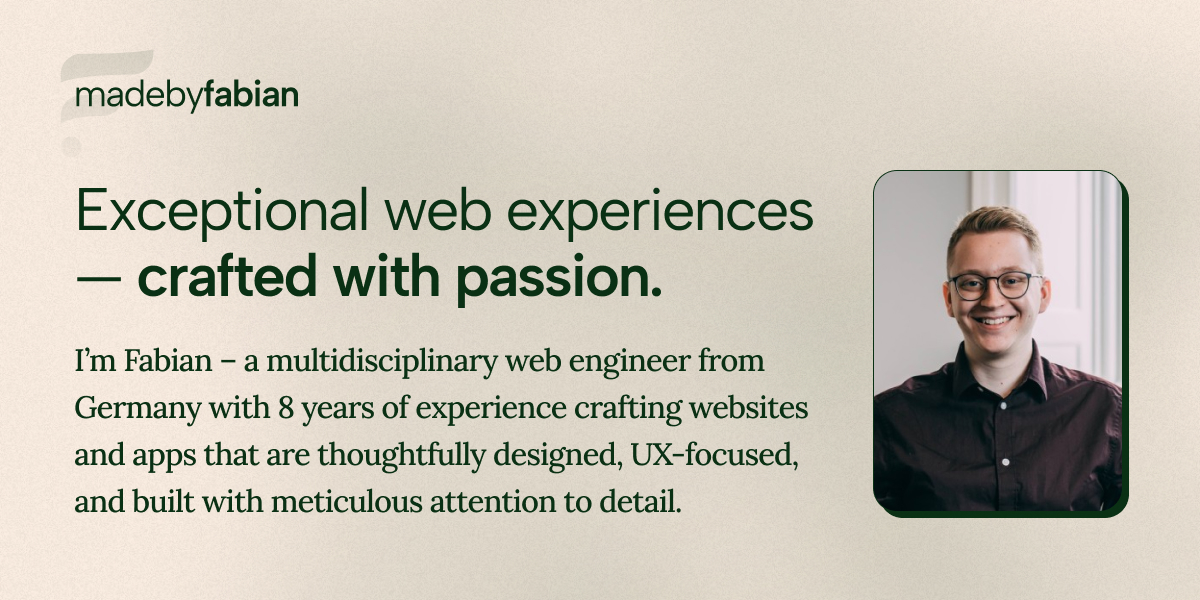 madebyfabian
Exceptional web experiences
— crafted with passion.
I’m Fabian – a multidisciplinary web engineer from
Germany with 8 years of experience crafting websites
and apps that are thoughtfully designed, UX-focused,
and built with meticulous attention to detail.